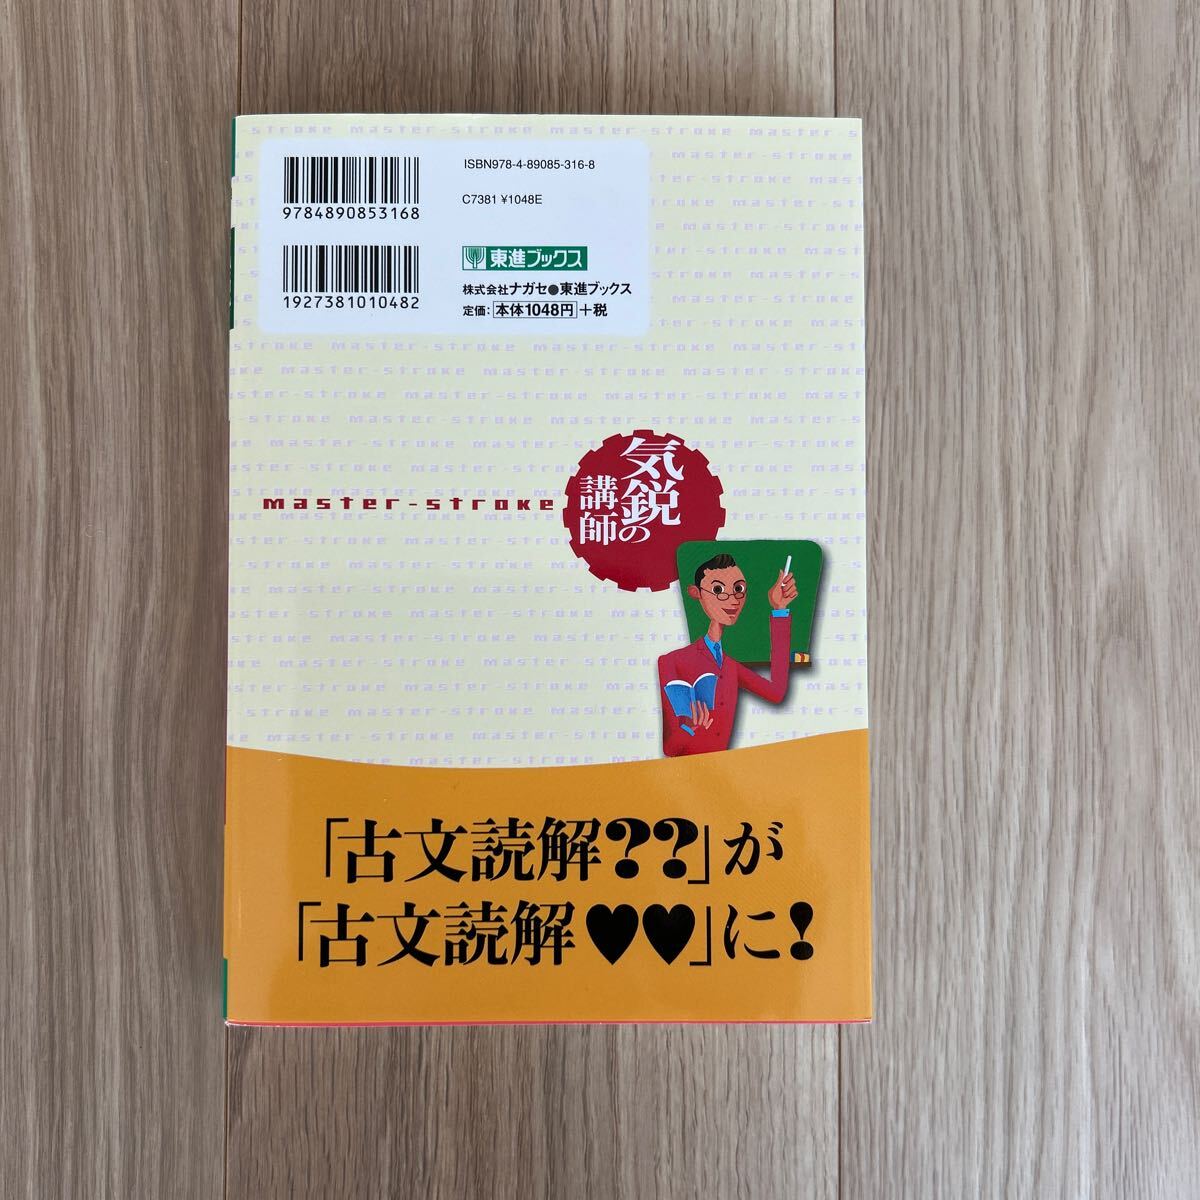 ISBN978-4-89085-316-8
9784890853168
C7381 ¥1048E
東進ブックス
1927381010482
株式会社ナガセ●東進ブックス
定価：本体1048円＋税
master-stroke
気鋭の
講師
「古文読解??」が
「古文読解♥♥」に!